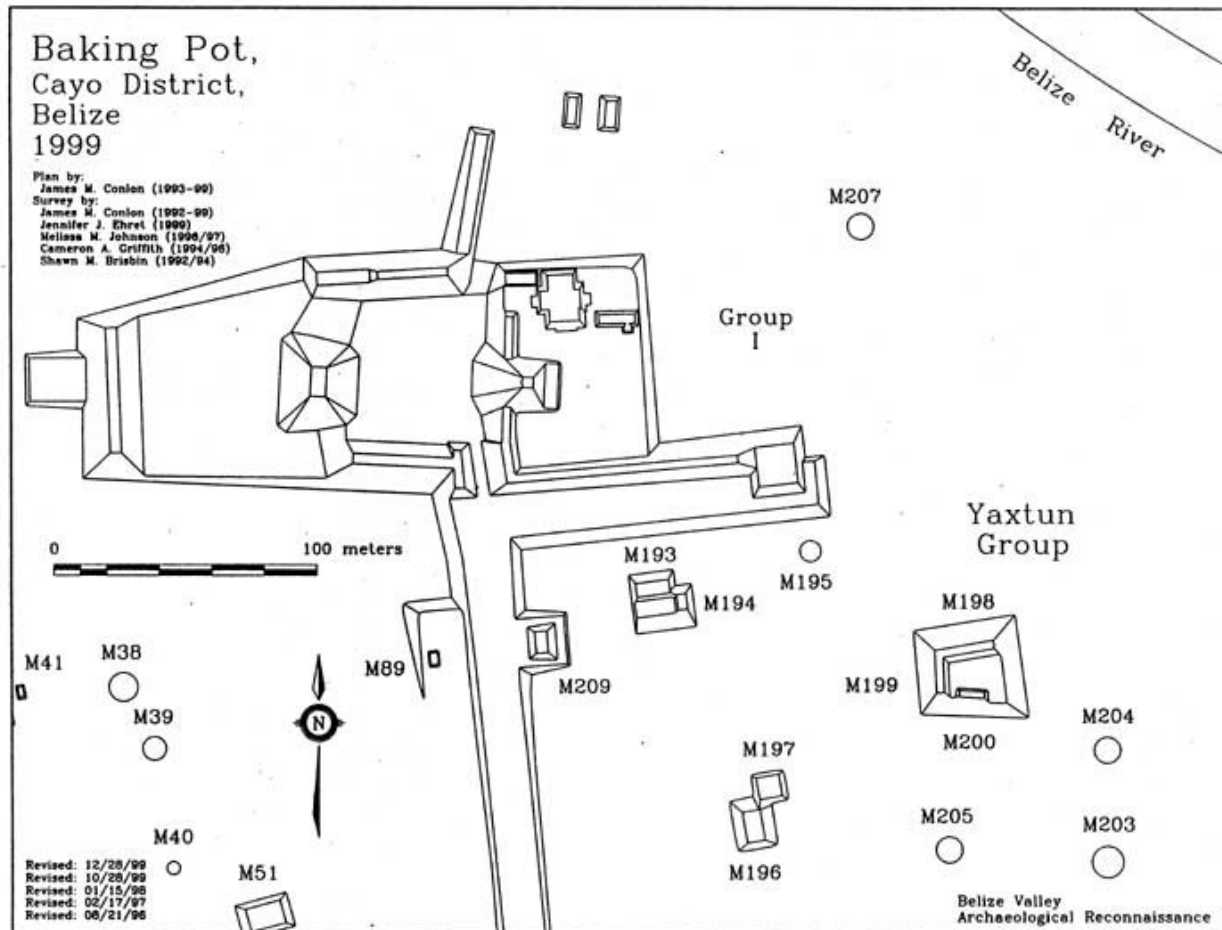 Baking Pot,
Cayo District,
Belize
1999
Plan by:
James M. Conlon (1993-99)
Survey by:
James M. Conlon (1992-99)
Jennifer J. Ehret (1999)
Melissa M. Johnson (1996/97)
Cameron A. Griffith (1994/96)
Shawn M. Brisbin (1992/94)
Belize River
M207
Group
I
Yaxtun
Group
0 100 meters
M193
M194
M195
M198
M199
M200
M41
M38
M39
M89
M209
M204
M197
M196
M205
M203
M40
M51
N
Revised: 12/28/99
Revised: 10/28/99
Revised: 01/15/98
Revised: 02/17/97
Revised: 08/21/96
Belize Valley
Archaeological Reconnaissance